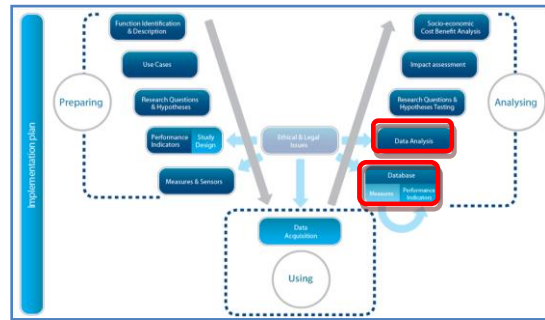 Implementation plan
Preparing
Function Identification
& Description
Use Cases
Research Questions
& Hypotheses
Performance
Indicators
Study
Design
Measures & Sensors
Ethical & Legal
Issues
Data
Acquisition
Using
Socio-economic
Cost Benefit Analysis
Impact assessment
Research Questions &
Hypotheses Testing
Data Analysis
Database
Measures
Performance
Indicators
Analysing